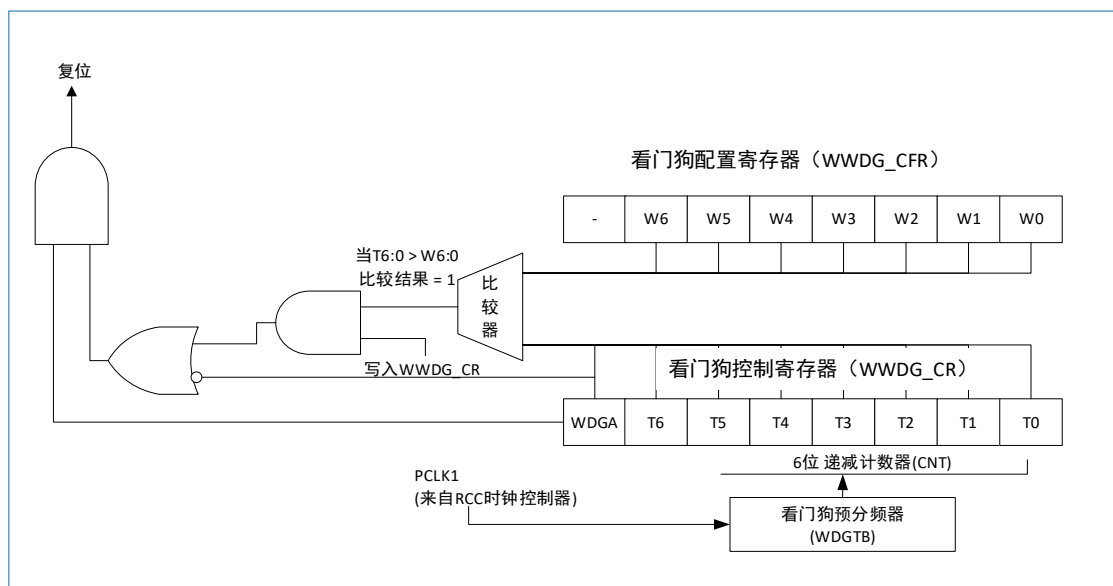 复位
看门狗配置寄存器（WWDG_CFR）
- W6 W5 W4 W3 W2 W1 W0
当T6:0 > W6:0
比较结果 = 1
比较器
写入WWDG_CR
看门狗控制寄存器（WWDG_CR）
WDGA T6 T5 T4 T3 T2 T1 T0
6位 递减计数器(CNT)
PCLK1
(来自RCC时钟控制器)
看门狗预分频器
(WDGTB)